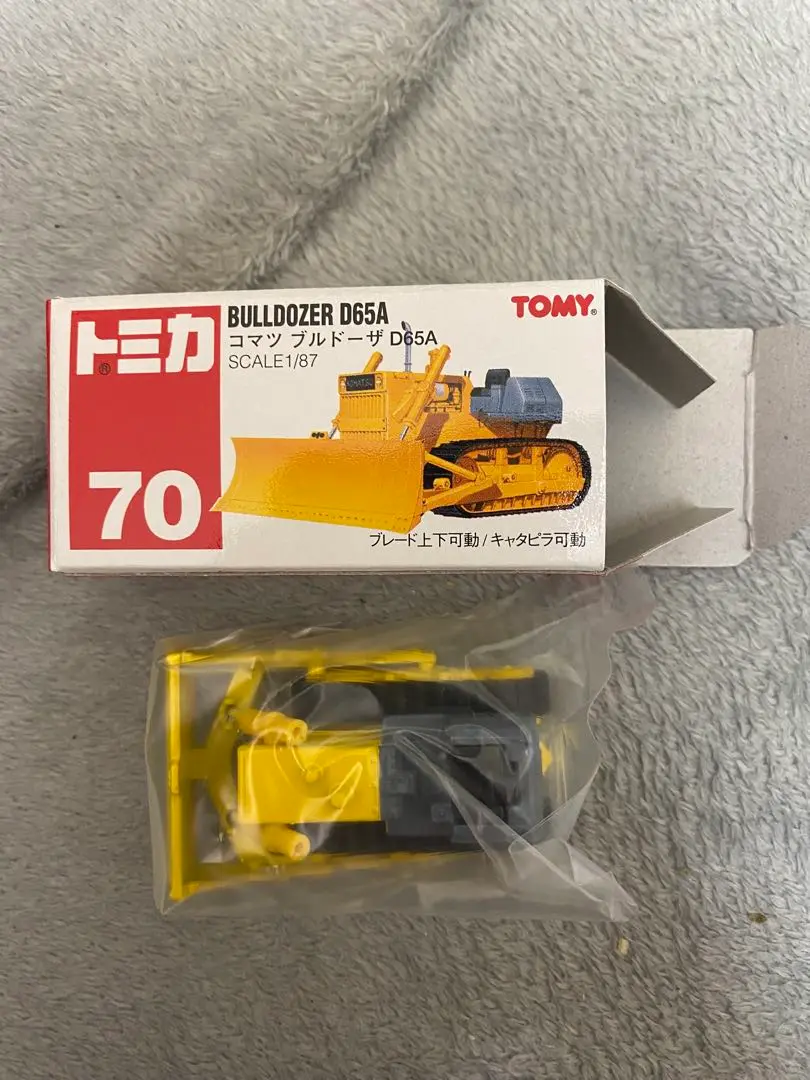 トミカ®
70
BULLDOZER D65A
コマツ ブルドーザ D65A
SCALE1/87
TOMY®
KOMATSU
ブレード上下可動/キャタピラ可動